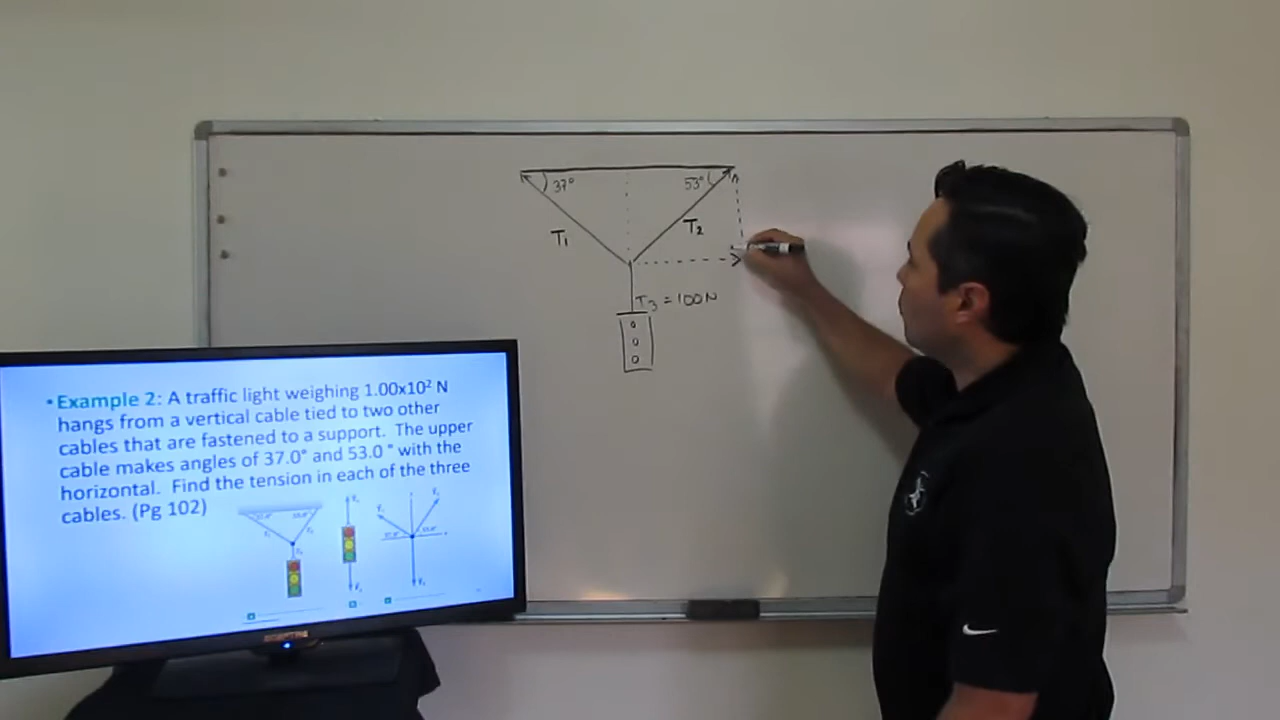 37°
53°
T1
T2
T3 = 100N
• Example 2: A traffic light weighing 1.00x10² N
hangs from a vertical cable tied to two other
cables that are fastened to a support. The upper
cable makes angles of 37.0° and 53.0 ° with the
horizontal. Find the tension in each of the three
cables. (Pg 102)
SCEPTRE